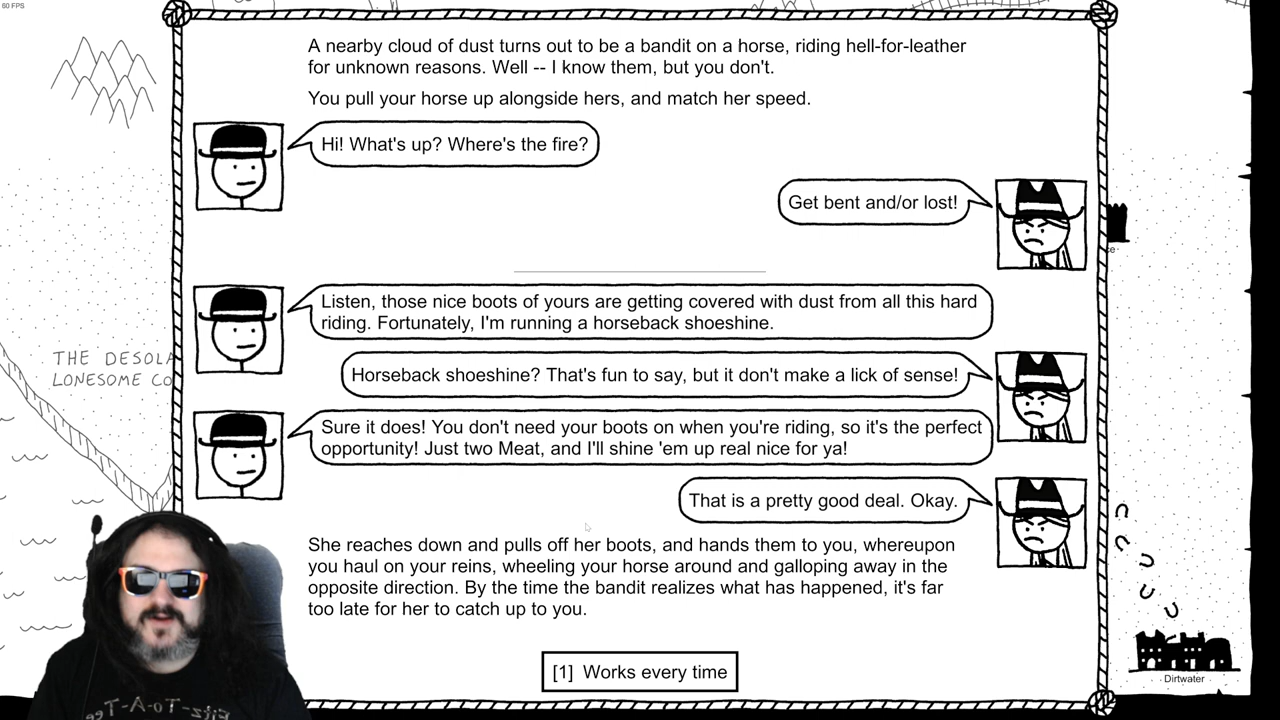 60 FPS
A nearby cloud of dust turns out to be a bandit on a horse, riding hell-for-leather
for unknown reasons. Well -- I know them, but you don't.
You pull your horse up alongside hers, and match her speed.
Hi! What's up? Where's the fire?
Get bent and/or lost!
Listen, those nice boots of yours are getting covered with dust from all this hard
riding. Fortunately, I'm running a horseback shoeshine.
THE DESOLA
LONESOME CO
Horseback shoeshine? That's fun to say, but it don't make a lick of sense!
Sure it does! You don't need your boots on when you're riding, so it's the perfect
opportunity! Just two Meat, and I'll shine 'em up real nice for ya!
That is a pretty good deal. Okay.
She reaches down and pulls off her boots, and hands them to you, whereupon
you haul on your reins, wheeling your horse around and galloping away in the
opposite direction. By the time the bandit realizes what has happened, it's far
too late for her to catch up to you.
[1] Works every time
Dirtwater
Fitz-To-A-Tee